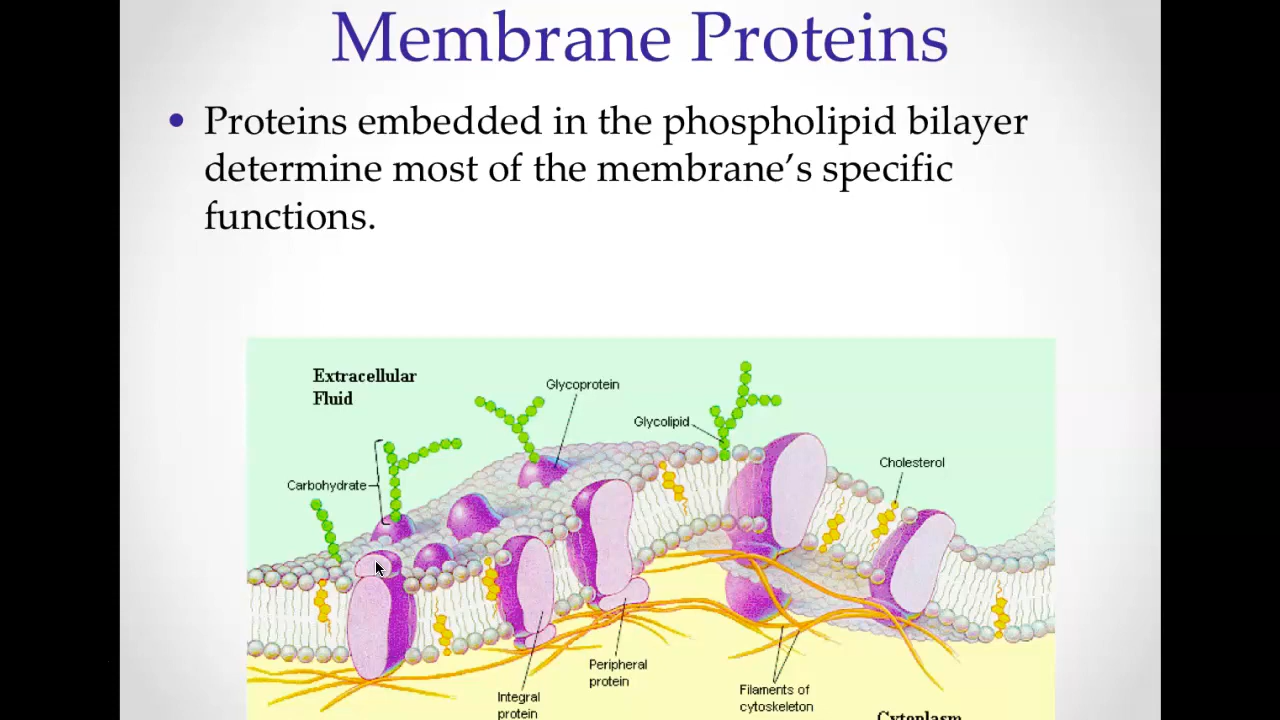 Membrane Proteins
• Proteins embedded in the phospholipid bilayer
determine most of the membrane's specific
functions.
Extracellular
Fluid
Glycoprotein
Glycolipid
Cholesterol
Carbohydrate
Peripheral
protein
Integral
protein
Filaments of
cytoskeleton
Cytoplasm